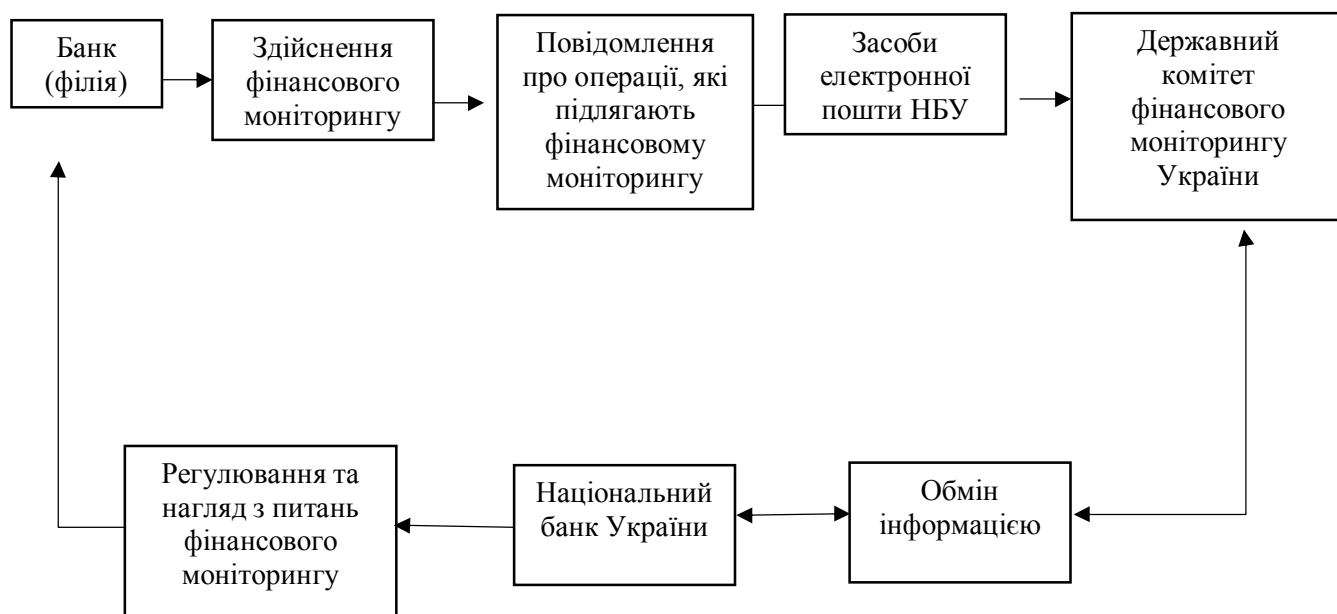 Банк
(філія)
Здійснення
фінансового
моніторингу
Повідомлення
про операції, які
підлягають
фінансовому
моніторингу
Засоби
електронної
пошти НБУ
Державний
комітет
фінансового
моніторингу
України
Регулювання та
нагляд з питань
фінансового
моніторингу
Національний
банк України
Обмін
інформацією